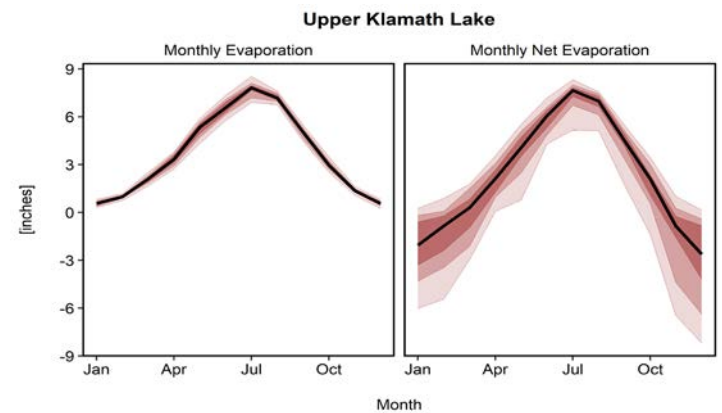 Upper Klamath Lake
Monthly Evaporation
Monthly Net Evaporation
[inches]
9
6
3
0
-3
-6
-9
Jan Apr Jul Oct
Jan Apr Jul Oct
Month